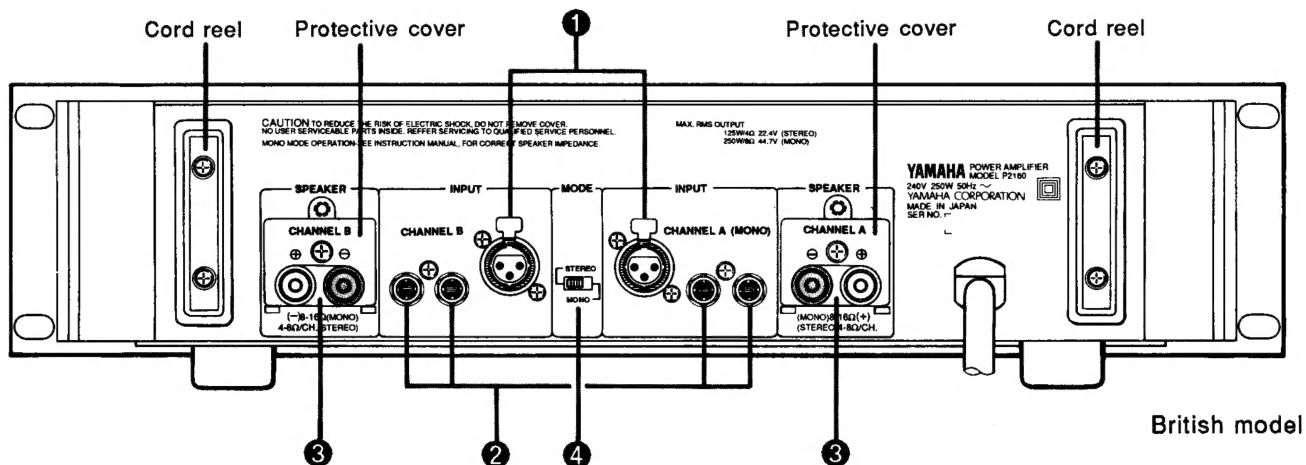 Cord reel
Protective cover
❶
Protective cover
Cord reel
CAUTION TO REDUCE THE RISK OF ELECTRIC SHOCK, DO NOT REMOVE COVER.
NO USER SERVICEABLE PARTS INSIDE. REFFER SERVICING TO QUALIFIED SERVICE PERSONNEL.
MONO MODE OPERATION-SEE INSTRUCTION MANUAL, FOR CORRECT SPEAKER IMPEDANCE.
MAX. RMS OUTPUT
125W/4Ω 22.4V (STEREO)
250W/8Ω 44.7V (MONO)
YAMAHA POWER AMPLIFIER
MODEL P2160
240V 250W 50Hz ~
YAMAHA CORPORATION
MADE IN JAPAN
SER NO.
SPEAKER
CHANNEL B
⊕ ⊖
(−)8-16Ω(MONO)
4-8Ω/CH. (STEREO)
INPUT
CHANNEL B
MODE
STEREO
MONO
INPUT
CHANNEL A (MONO)
SPEAKER
CHANNEL A
⊖ ⊕
(MONO)8-16Ω(+)
(STEREO)4-8Ω/CH.
❸
❷
❹
❸
British model